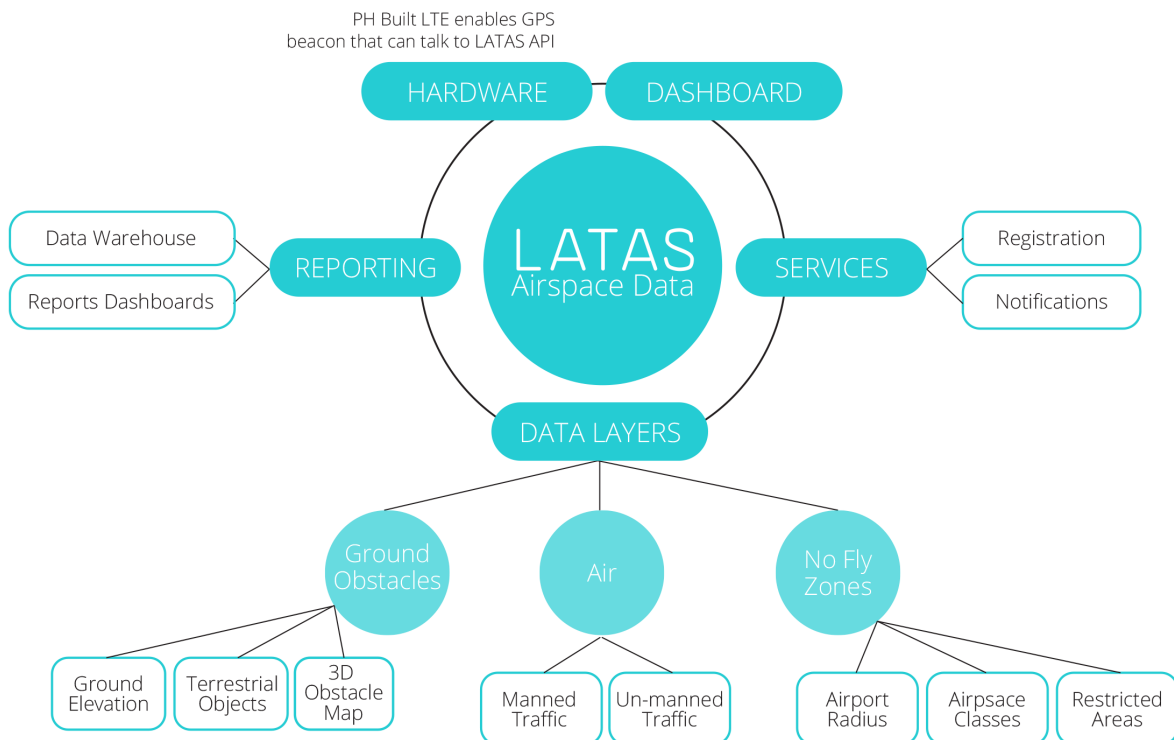 PH Built LTE enables GPS
beacon that can talk to LATAS API
HARDWARE
DASHBOARD
LATAS
Airspace Data
REPORTING
Data Warehouse
Reports Dashboards
SERVICES
Registration
Notifications
DATA LAYERS
Ground
Obstacles
Air
No Fly
Zones
Ground
Elevation
Terrestrial
Objects
3D
Obstacle
Map
Manned
Traffic
Un-manned
Traffic
Airport
Radius
Airpsace
Classes
Restricted
Areas